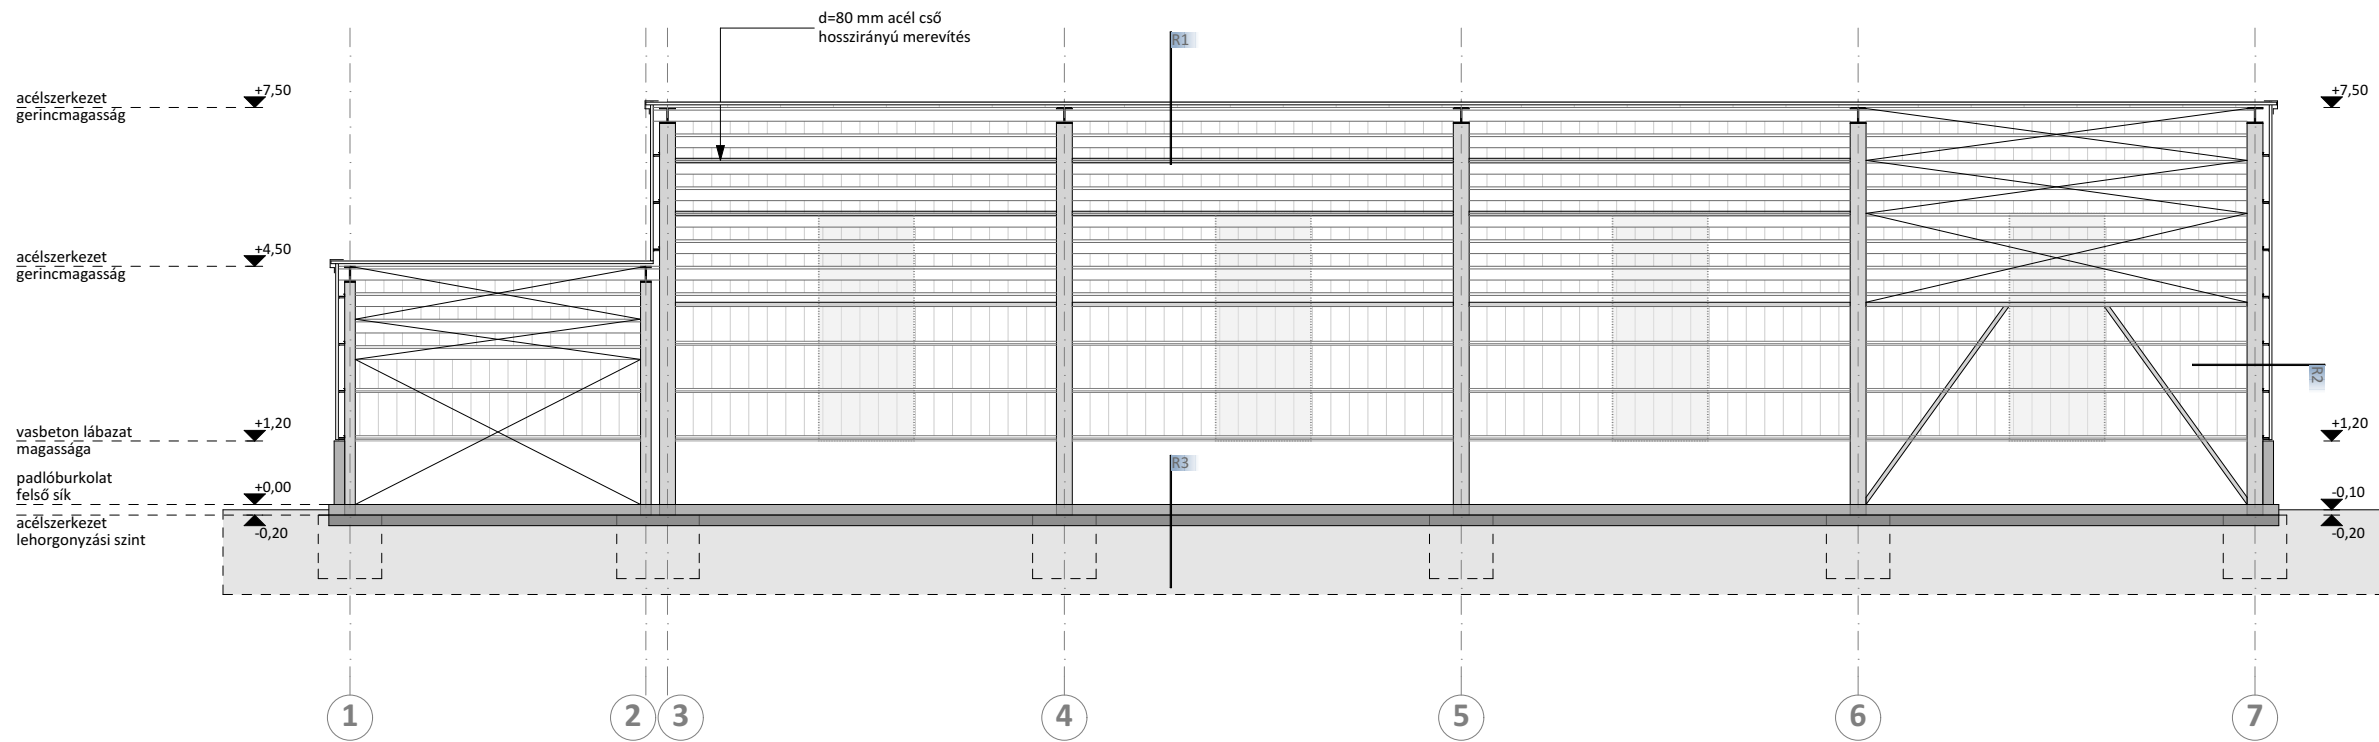 d=80 mm acél cső
hosszirányú merevítés
R1
+7,50
acélszerkezet
gerincmagasság
+7,50
+4,50
acélszerkezet
gerincmagasság
R2
+1,20
vasbeton lábazat
magassága
+1,20
R3
padlóburkolat
felső sík
+0,00
-0,10
acélszerkezet
lehorgonyzási szint
-0,20
-0,20
1
2
3
4
5
6
7